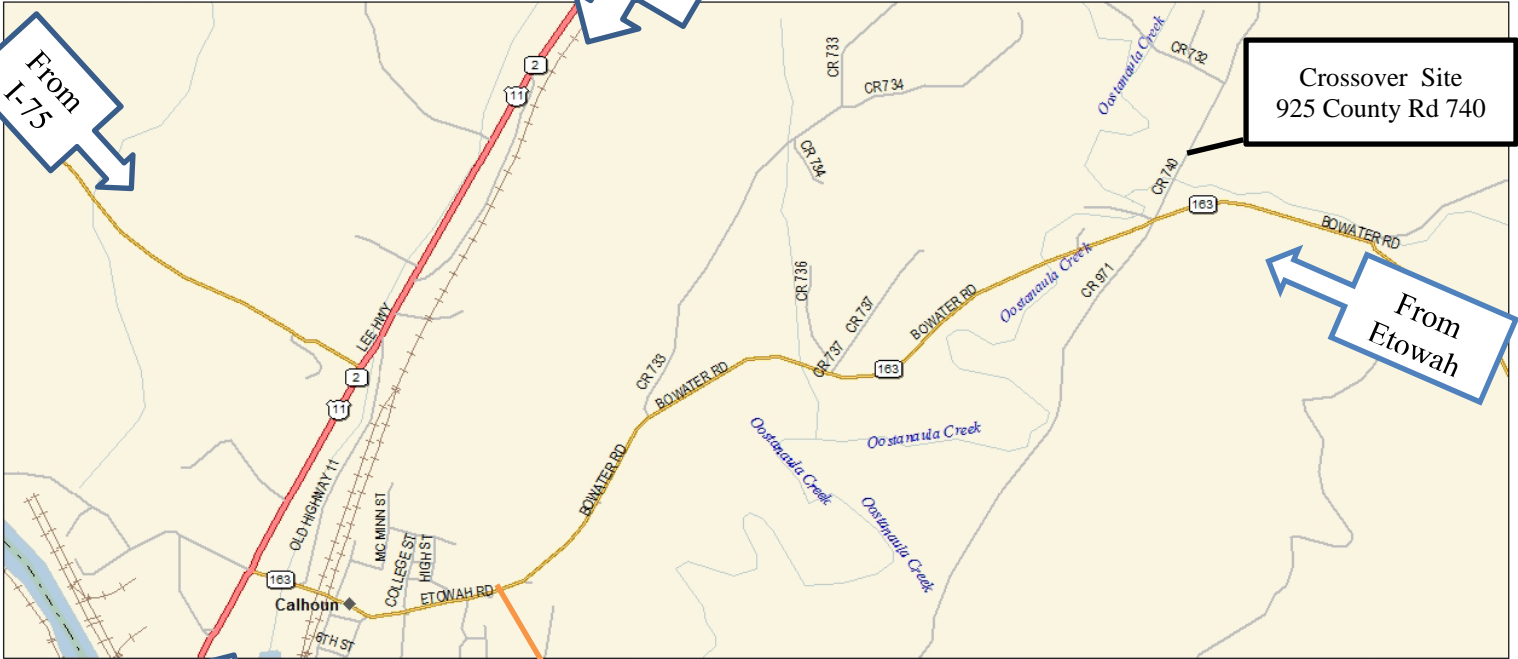 From
I-75
2
11
CR 733
CR 734
CR 734
Oostanaula Creek
CR 732
Crossover Site
925 County Rd 740
CR 740
163
BOWATER RD
CR 736
CR 737
Oostanaula Creek
CR 971
From
Etowah
LEE HWY
2
11
BOWATER RD
CR 737
163
CR 733
BOWATER RD
Oostanaula Creek
Oostanaula Creek
BOWATER RD
Oostanaula Creek
OLD HIGHWAY 11
MC MINN ST
COLLEGE ST
HIGH ST
163
Calhoun
ETOWAH RD
6TH ST